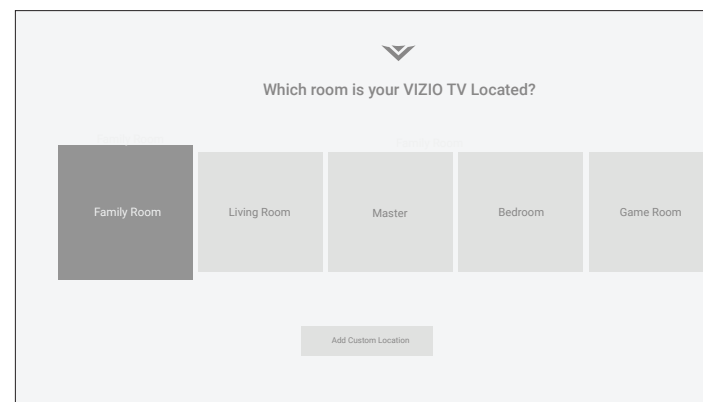 Which room is your VIZIO TV Located?
Family Room
Living Room
Master
Bedroom
Game Room
Add Custom Location